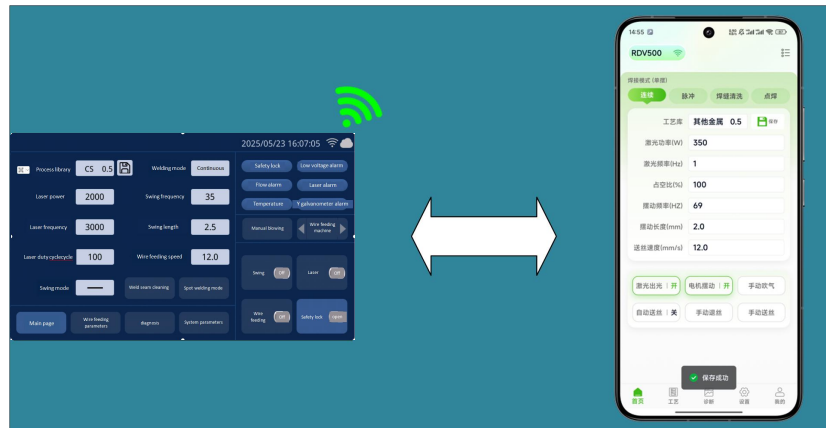 2025/05/23 16:07:05
Process library
CS 0.5
Welding mode
Continuous
Safety lock
Low voltage alarm
Flow alarm
Laser alarm
Laser power
2000
Swing frequency
35
Temperature
Y galvanometer alarm
Laser frequency
3000
Swing length
2.5
Manual blowing
Wire feeding
machine
Laser duty cyclecycle
100
Wire feeding speed
12.0
Swing
Off
Laser
Off
Swing mode
Weld seam cleaning
Spot welding mode
Main page
Wire feeding
parameters
diagnosis
System parameters
Wire
feeding
Off
Safety lock
open
14:55
RDV500
焊接模式 (单摆)
连续
脉冲
焊缝清洗
点焊
工艺库 其他金属 0.5 保存
激光功率(W) 350
激光频率(Hz) 1
占空比(%) 100
摆动频率(HZ) 69
摆动长度(mm) 2.0
送丝速度(mm/s) 12.0
激光出光 | 开
电机摆动 | 开
手动吹气
自动送丝 | 关
手动退丝
手动送丝
保存成功
首页
工艺
诊断
设置
我的